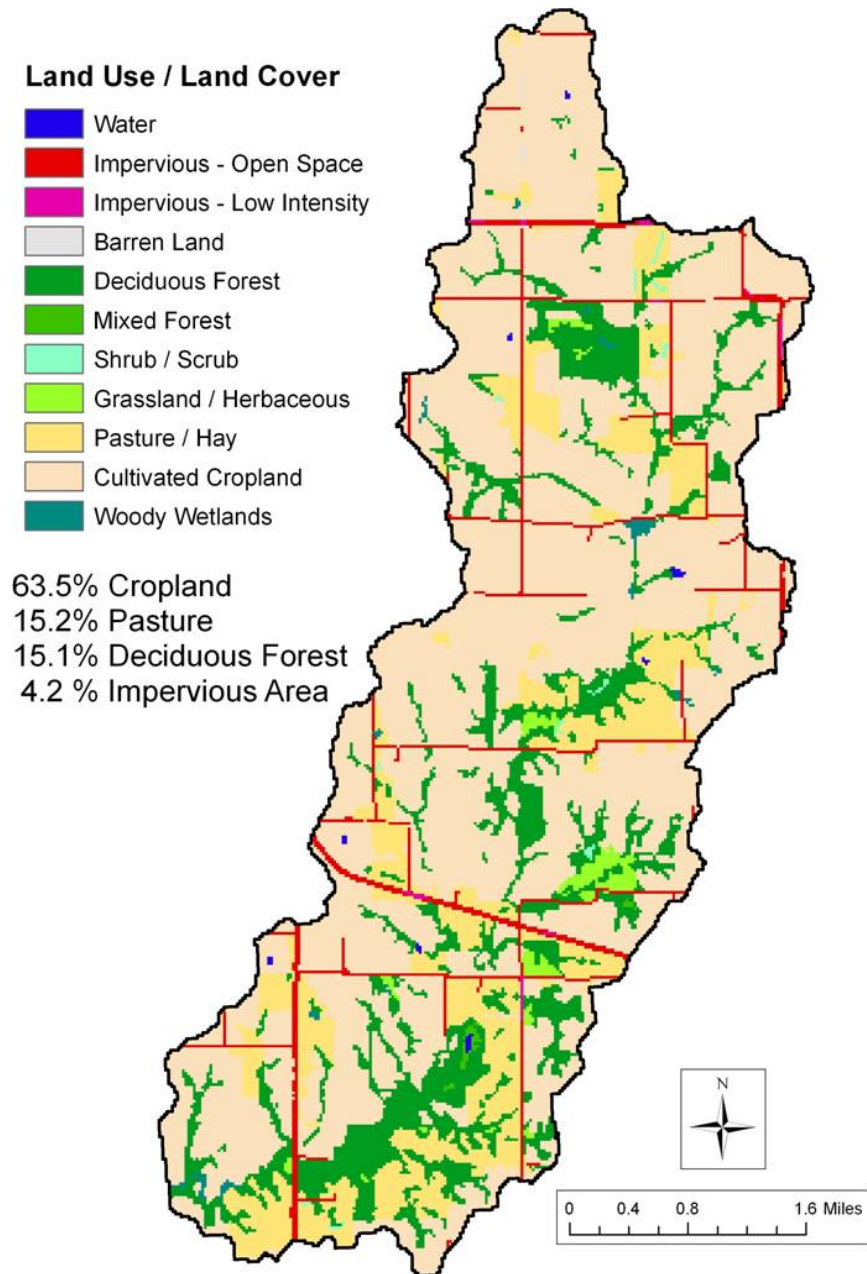 Land Use / Land Cover
Water
Impervious - Open Space
Impervious - Low Intensity
Barren Land
Deciduous Forest
Mixed Forest
Shrub / Scrub
Grassland / Herbaceous
Pasture / Hay
Cultivated Cropland
Woody Wetlands
63.5% Cropland
15.2% Pasture
15.1% Deciduous Forest
4.2 % Impervious Area
N
0 0.4 0.8 1.6 Miles